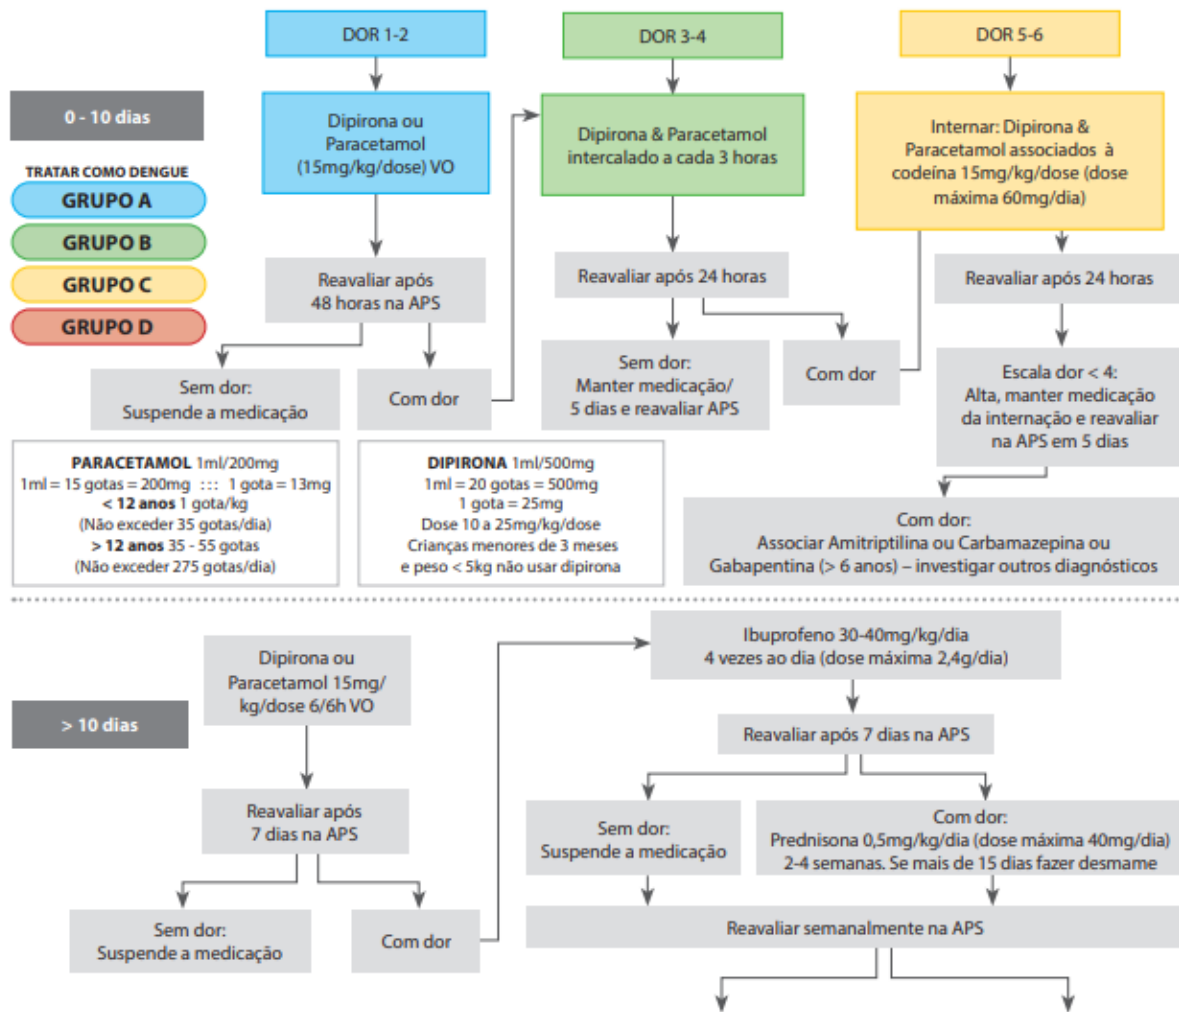 DOR 1-2
DOR 3-4
DOR 5-6
0 - 10 dias
TRATAR COMO DENGUE
GRUPO A
GRUPO B
GRUPO C
GRUPO D
Dipirona ou
Paracetamol
(15mg/kg/dose) VO
Dipirona & Paracetamol
intercalado a cada 3 horas
Internar: Dipirona &
Paracetamol associados à
codeína 15mg/kg/dose (dose
máxima 60mg/dia)
Reavaliar após
48 horas na APS
Reavaliar após 24 horas
Reavaliar após 24 horas
Sem dor:
Suspende a medicação
Com dor
Sem dor:
Manter medicação/
5 dias e reavaliar APS
Com dor
Escala dor < 4:
Alta, manter medicação
da internação e reavaliar
na APS em 5 dias
PARACETAMOL 1ml/200mg
1ml = 15 gotas = 200mg ::: 1 gota = 13mg
< 12 anos 1 gota/kg
(Não exceder 35 gotas/dia)
> 12 anos 35 - 55 gotas
(Não exceder 275 gotas/dia)
DIPIRONA 1ml/500mg
1ml = 20 gotas = 500mg
1 gota = 25mg
Dose 10 a 25mg/kg/dose
Crianças menores de 3 meses
e peso < 5kg não usar dipirona
Com dor:
Associar Amitriptilina ou Carbamazepina ou
Gabapentina (> 6 anos) – investigar outros diagnósticos
> 10 dias
Dipirona ou
Paracetamol 15mg/
kg/dose 6/6h VO
Ibuprofeno 30-40mg/kg/dia
4 vezes ao dia (dose máxima 2,4g/dia)
Reavaliar após 7 dias na APS
Reavaliar após
7 dias na APS
Sem dor:
Suspende a medicação
Com dor:
Prednisona 0,5mg/kg/dia (dose máxima 40mg/dia)
2-4 semanas. Se mais de 15 dias fazer desmame
Sem dor:
Suspende a medicação
Com dor
Reavaliar semanalmente na APS